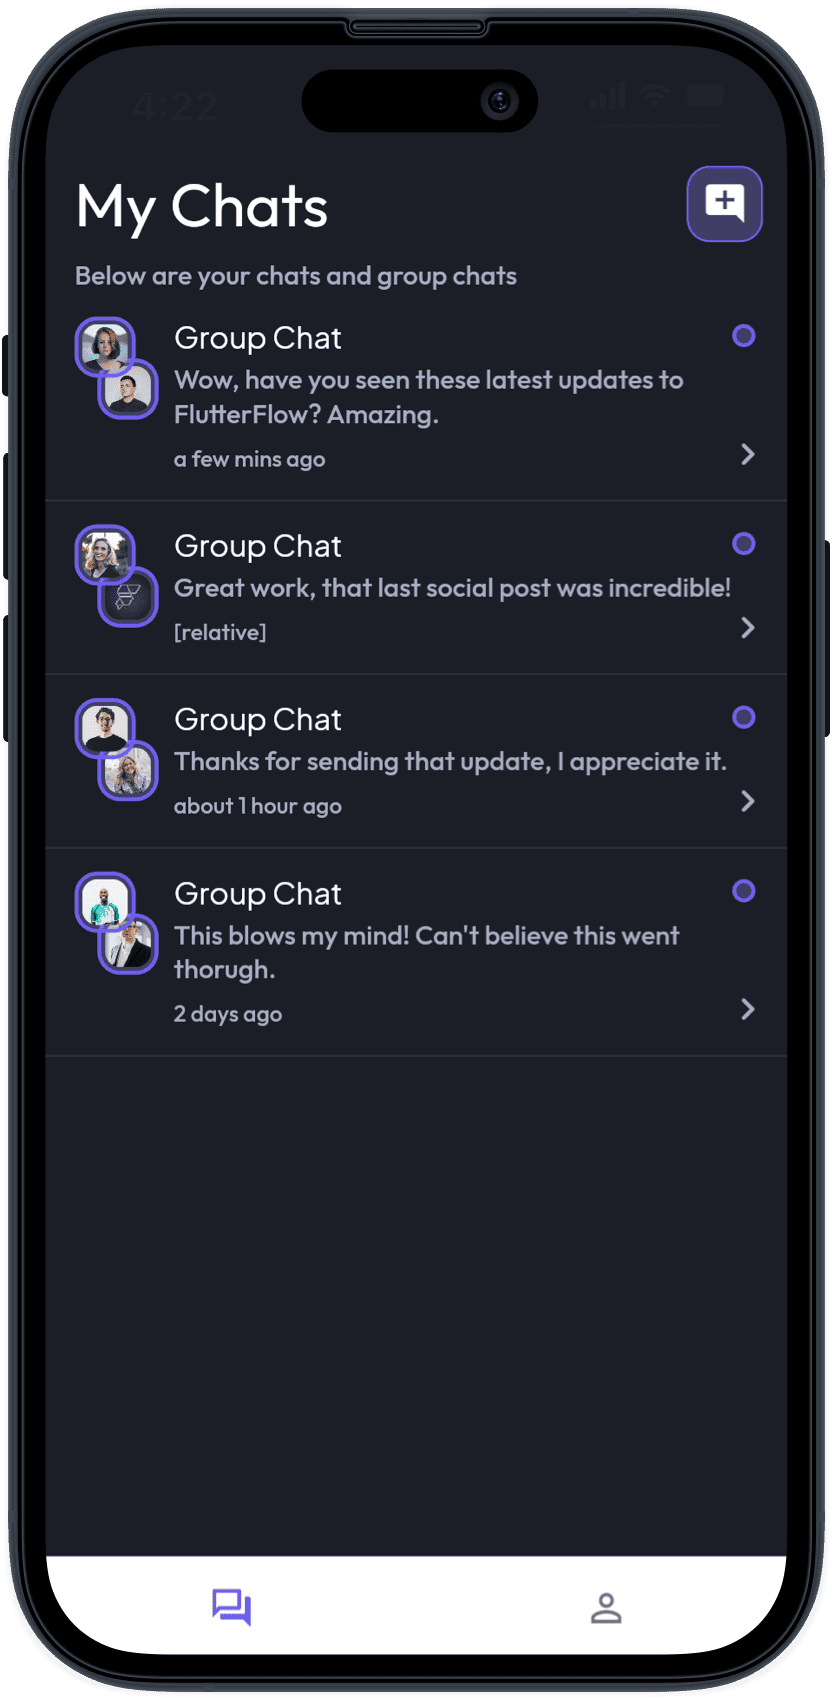 4:22
My Chats
Below are your chats and group chats
Group Chat
Wow, have you seen these latest updates to
FlutterFlow? Amazing.
a few mins ago
Group Chat
Great work, that last social post was incredible!
[relative]
Group Chat
Thanks for sending that update, I appreciate it.
about 1 hour ago
Group Chat
This blows my mind! Can't believe this went
thorugh.
2 days ago